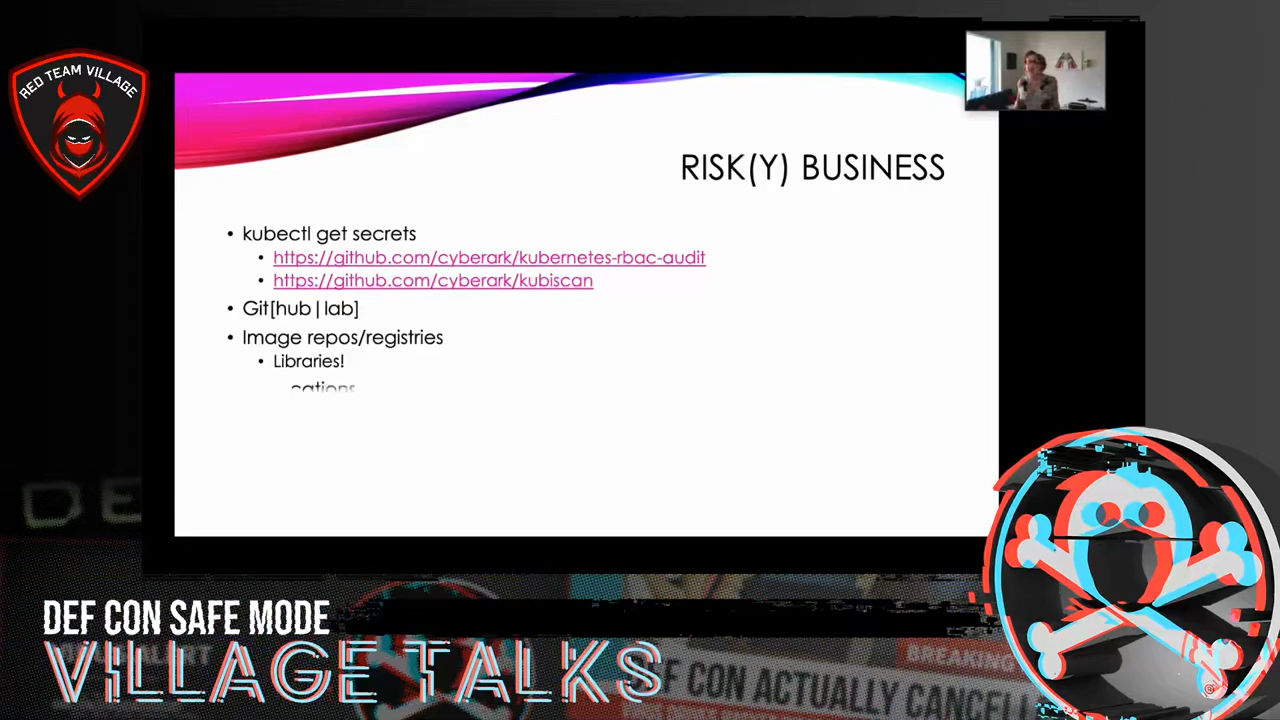 RED TEAM VILLAGE
RISK(Y) BUSINESS
• kubectl get secrets
• https://github.com/cyberark/kubernetes-rbac-audit
• https://github.com/cyberark/kubiscan
• Git[hub|lab]
• Image repos/registries
• Libraries!
DEF CON SAFE MODE
VILLAGE TALKS
BREAKING
DEF CON ACTUALLY